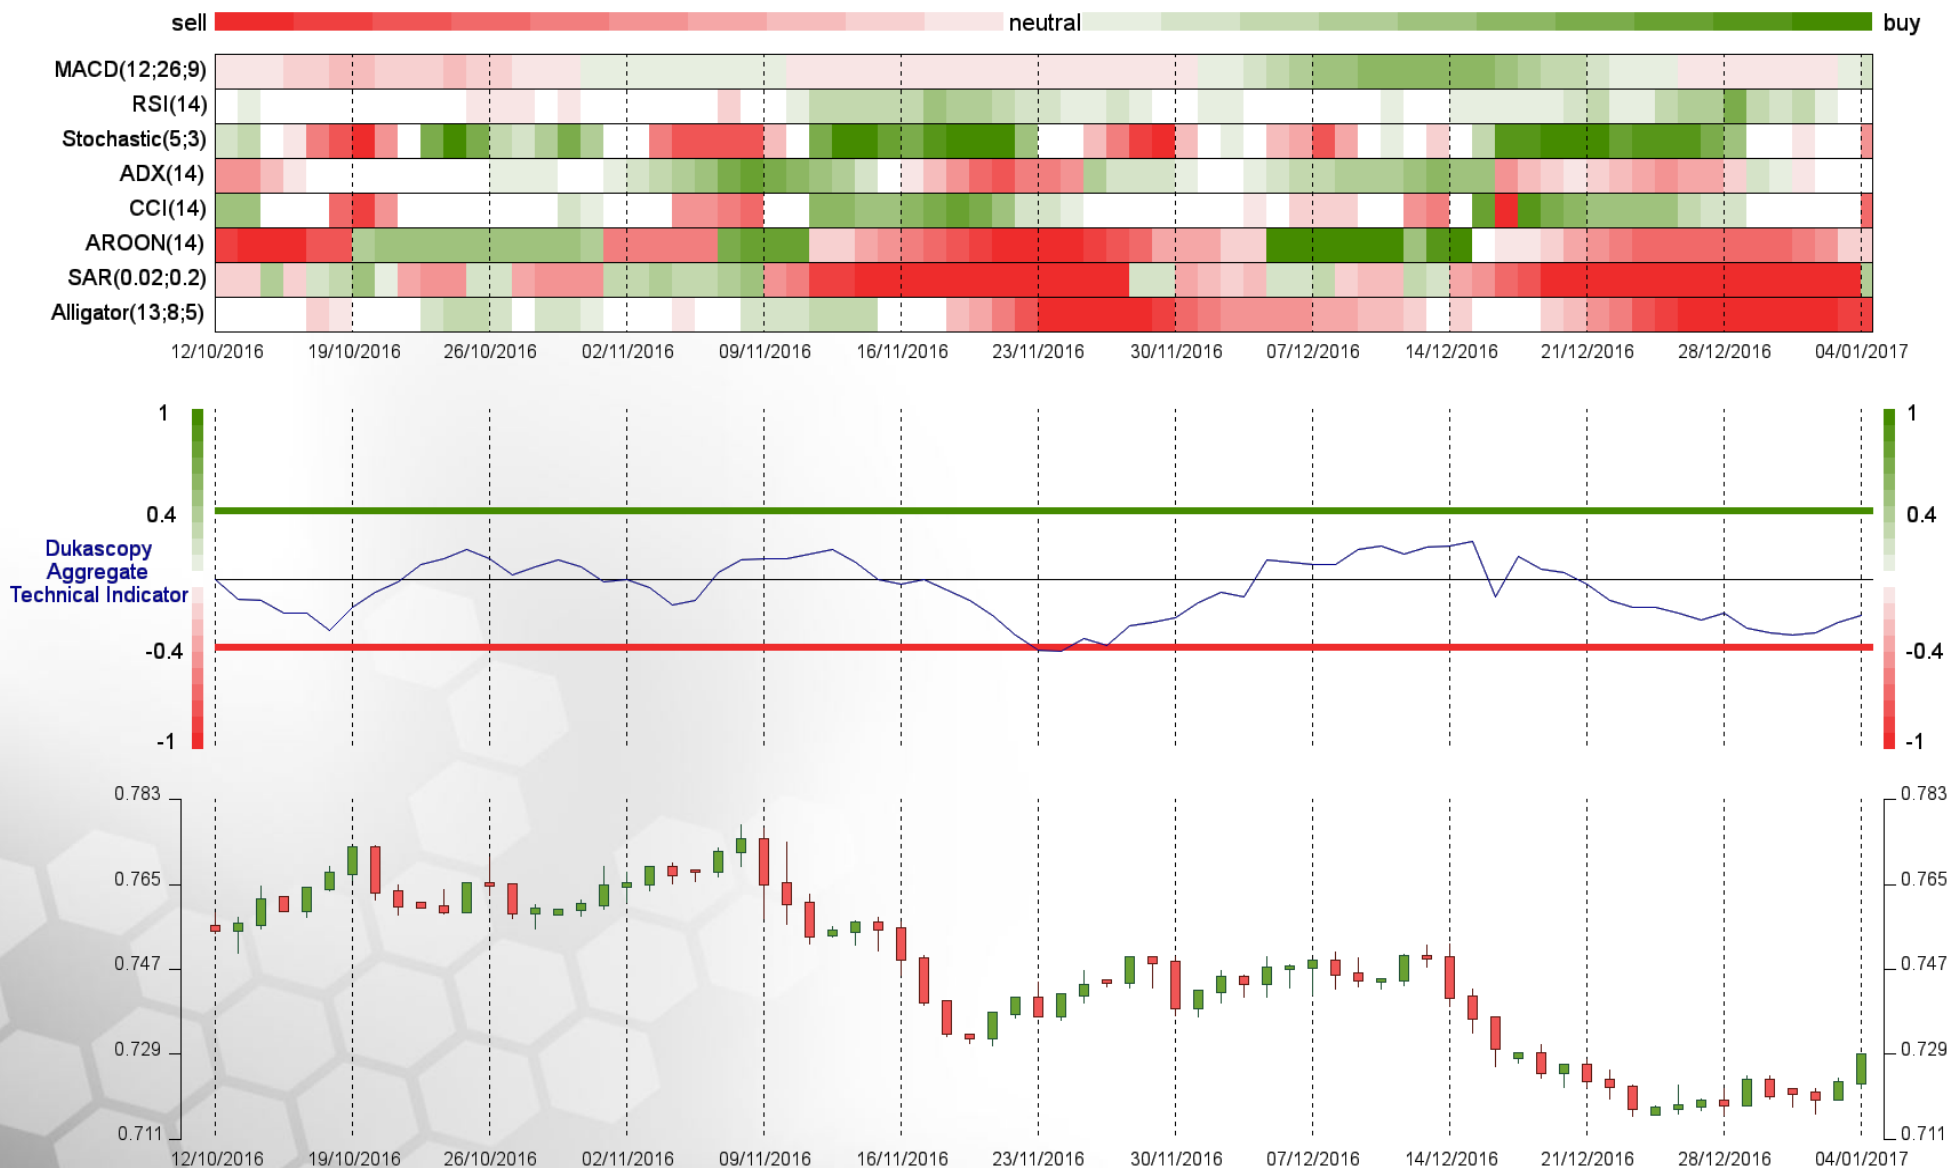 sell neutral buy
MACD(12;26;9)
RSI(14)
Stochastic(5;3)
ADX(14)
CCI(14)
AROON(14)
SAR(0.02;0.2)
Alligator(13;8;5)
12/10/2016 19/10/2016 26/10/2016 02/11/2016 09/11/2016 16/11/2016 23/11/2016 30/11/2016 07/12/2016 14/12/2016 21/12/2016 28/12/2016 04/01/2017
1 1
0.4 0.4
Dukascopy
Aggregate
Technical Indicator
-0.4 -0.4
-1 -1
0.783 0.783
0.765 0.765
0.747 0.747
0.729 0.729
0.711 0.711
12/10/2016 19/10/2016 26/10/2016 02/11/2016 09/11/2016 16/11/2016 23/11/2016 30/11/2016 07/12/2016 14/12/2016 21/12/2016 28/12/2016 04/01/2017